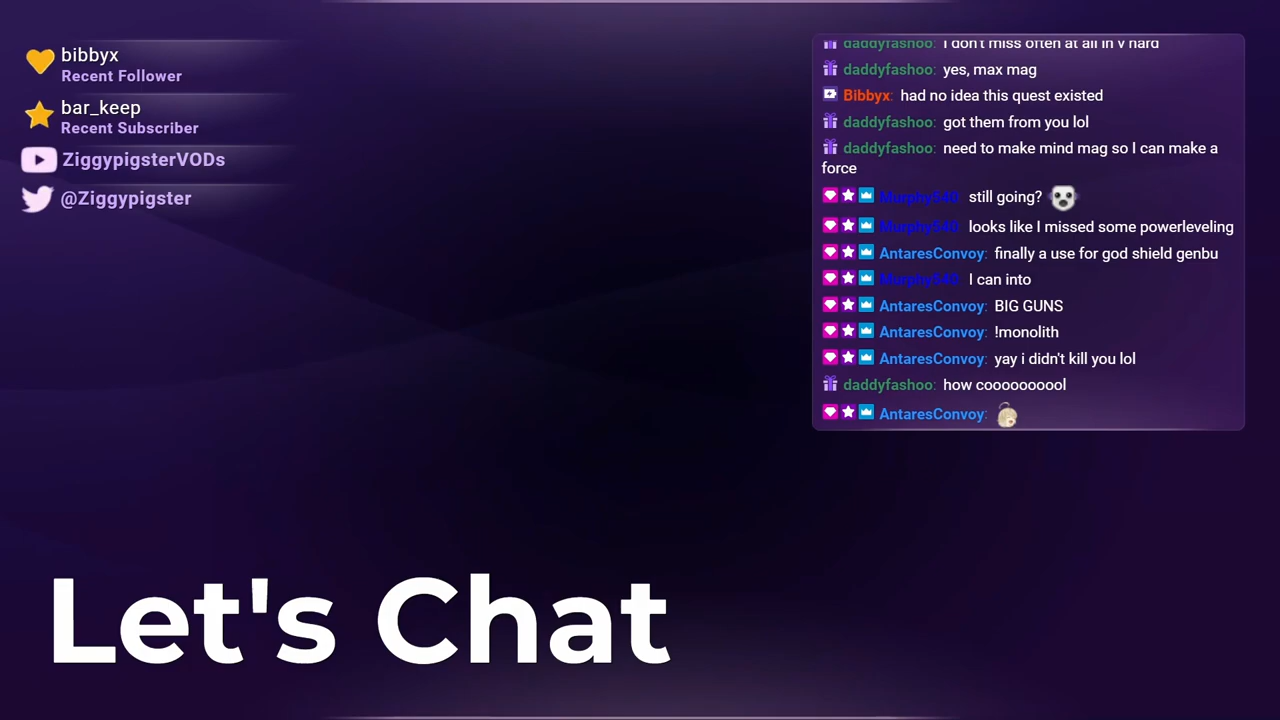 bibbyx
Recent Follower
bar_keep
Recent Subscriber
ZiggypigsterVODs
@Ziggypigster
daddyfashoo: I don't miss often at all in v hard
daddyfashoo: yes, max mag
Bibbyx: had no idea this quest existed
daddyfashoo: got them from you lol
daddyfashoo: need to make mind mag so I can make a
force
Murphy540 still going?
Murphy540 looks like I missed some powerleveling
AntaresConvoy: finally a use for god shield genbu
Murphy540 I can into
AntaresConvoy: BIG GUNS
AntaresConvoy: !monolith
AntaresConvoy: yay i didn't kill you lol
daddyfashoo: how cooooooooool
AntaresConvoy:
Let's Chat